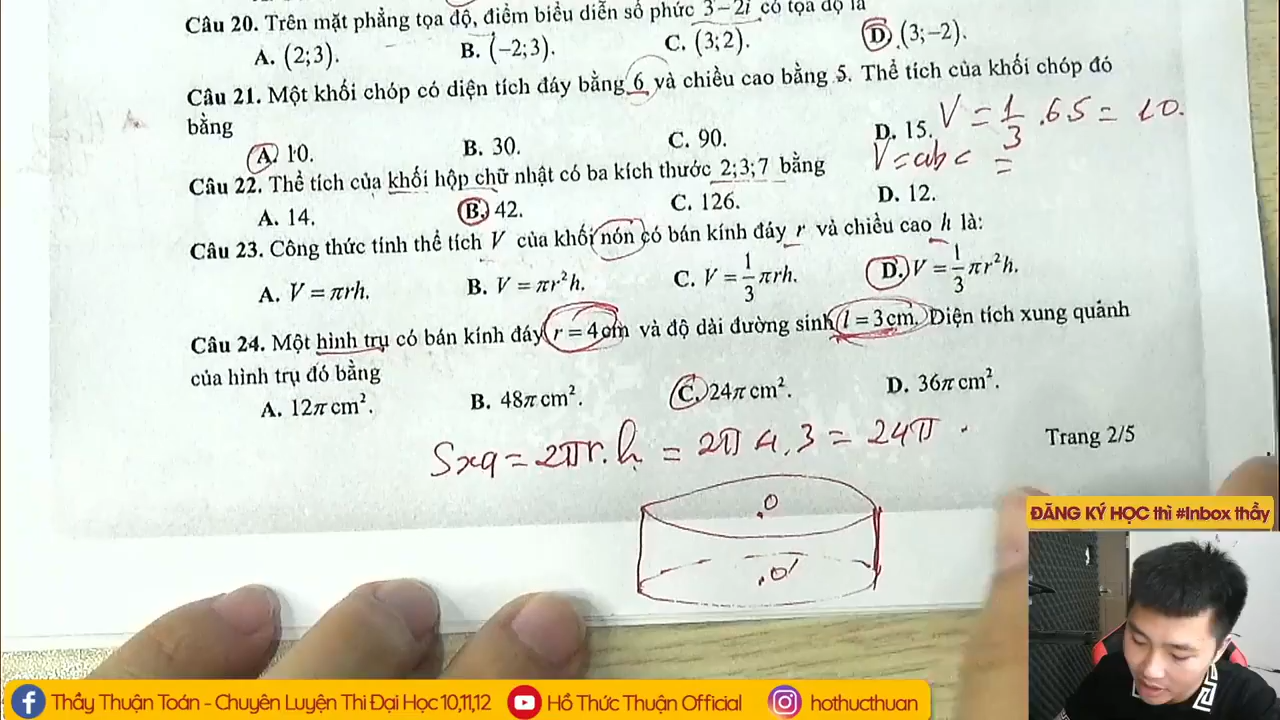 Câu 20. Trên mặt phẳng tọa độ, điểm biểu diễn số phức 3 − 2i có tọa độ là
A. (2;3). B. (−2;3). C. (3;2). D. (3;−2).
Câu 21. Một khối chóp có diện tích đáy bằng 6 và chiều cao bằng 5. Thể tích của khối chóp đó
bằng
A. 10. B. 30. C. 90. D. 15. V = 1/3 .6.5 = 10.
V = abc =
Câu 22. Thể tích của khối hộp chữ nhật có ba kích thước 2;3;7 bằng
A. 14. B. 42. C. 126. D. 12.
Câu 23. Công thức tính thể tích V của khối nón có bán kính đáy r và chiều cao h là:
A. V = πrh. B. V = πr²h. C. V = 1/3 πrh. D. V = 1/3 πr²h.
Câu 24. Một hình trụ có bán kính đáy r = 4cm và độ dài đường sinh l = 3cm. Diện tích xung quánh
của hình trụ đó bằng
A. 12π cm². B. 48π cm². C. 24π cm². D. 36π cm².
Sxq = 2πr.h = 2π 4.3 = 24π .
Trang 2/5
O
O'
ĐĂNG KÝ HỌC thì #Inbox thầy
Thầy Thuận Toán - Chuyên Luyện Thi Đại Học 10,11,12 Hồ Thức Thuận Official hothucthuan